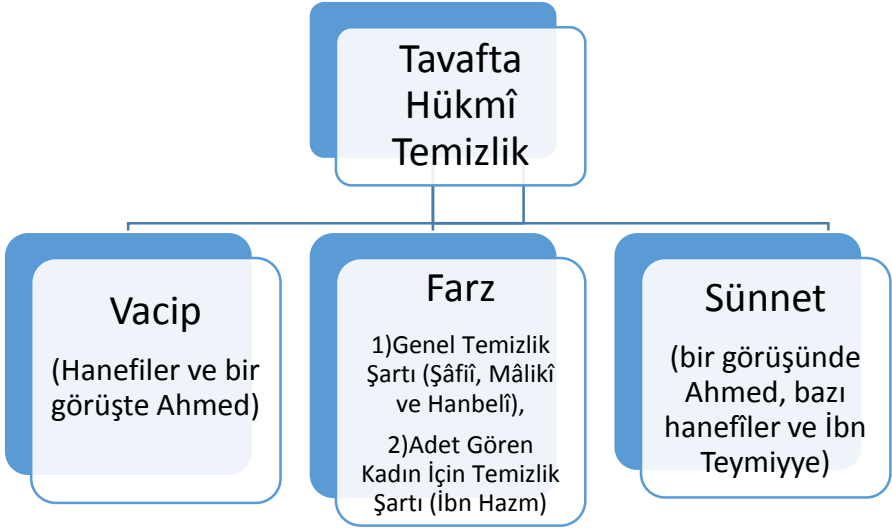 Tavafta
Hükmî
Temizlik
Vacip
(Hanefiler ve bir
görüşte Ahmed)
Farz
1)Genel Temizlik
Şartı (Şâfiî, Mâlikî
ve Hanbelî),
2)Adet Gören
Kadın İçin Temizlik
Şartı (İbn Hazm)
Sünnet
(bir görüşünde
Ahmed, bazı
hanefîler ve İbn
Teymiyye)